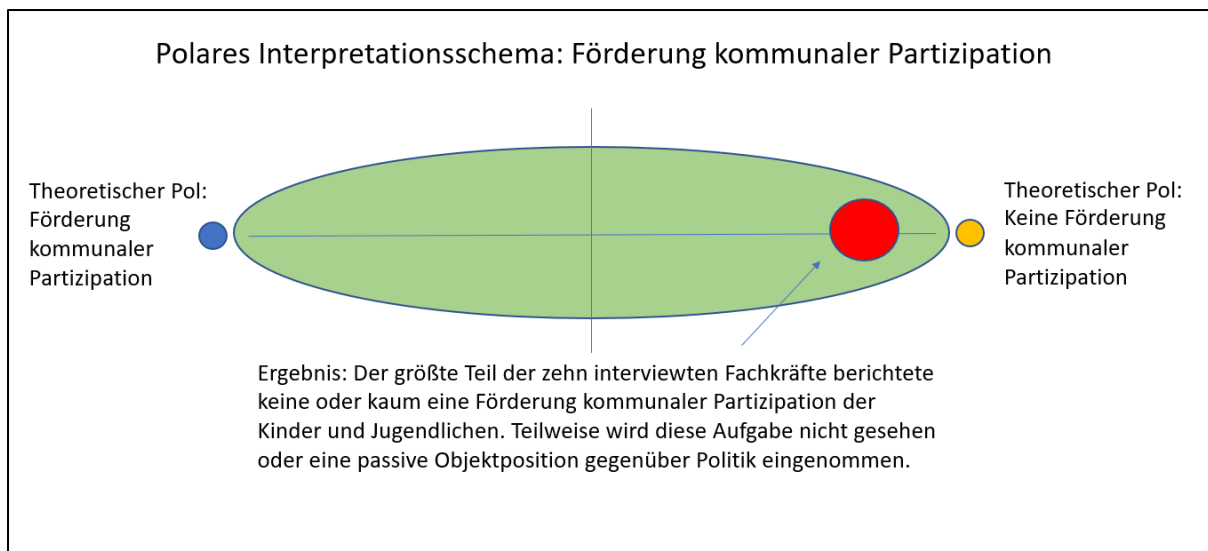 Polares Interpretationsschema: Förderung kommunaler Partizipation
Theoretischer Pol:
Förderung
kommunaler
Partizipation
Theoretischer Pol:
Keine Förderung
kommunaler
Partizipation
Ergebnis: Der größte Teil der zehn interviewten Fachkräfte berichtete
keine oder kaum eine Förderung kommunaler Partizipation der
Kinder und Jugendlichen. Teilweise wird diese Aufgabe nicht gesehen
oder eine passive Objektposition gegenüber Politik eingenommen.